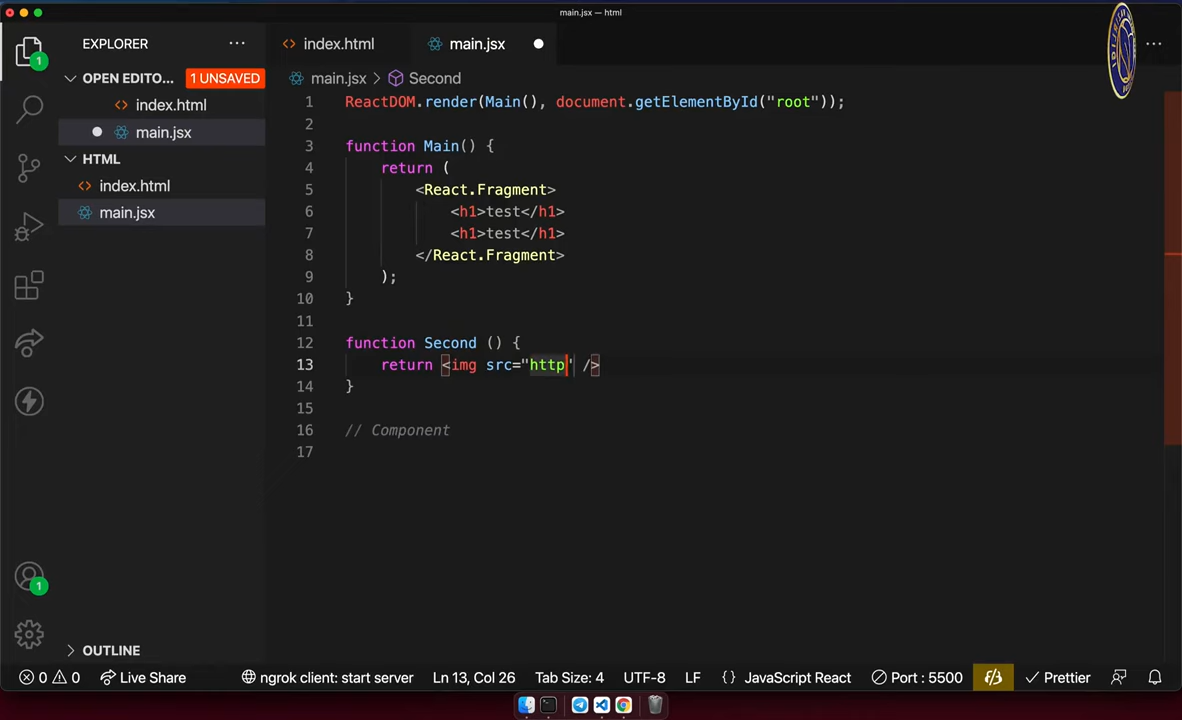 main.jsx — html
EXPLORER
index.html
main.jsx
OPEN EDITO...
1 UNSAVED
main.jsx > Second
index.html
main.jsx
HTML
index.html
main.jsx
1 ReactDOM.render(Main(), document.getElementById("root"));
2
3 function Main() {
4 return (
5 <React.Fragment>
6 <h1>test</h1>
7 <h1>test</h1>
8 </React.Fragment>
9 );
10 }
11
12 function Second () {
13 return <img src="http" />
14 }
15
16 // Component
17
1
1
OUTLINE
0 0 Live Share ngrok client: start server Ln 13, Col 26 Tab Size: 4 UTF-8 LF {} JavaScript React Port : 5500 Prettier